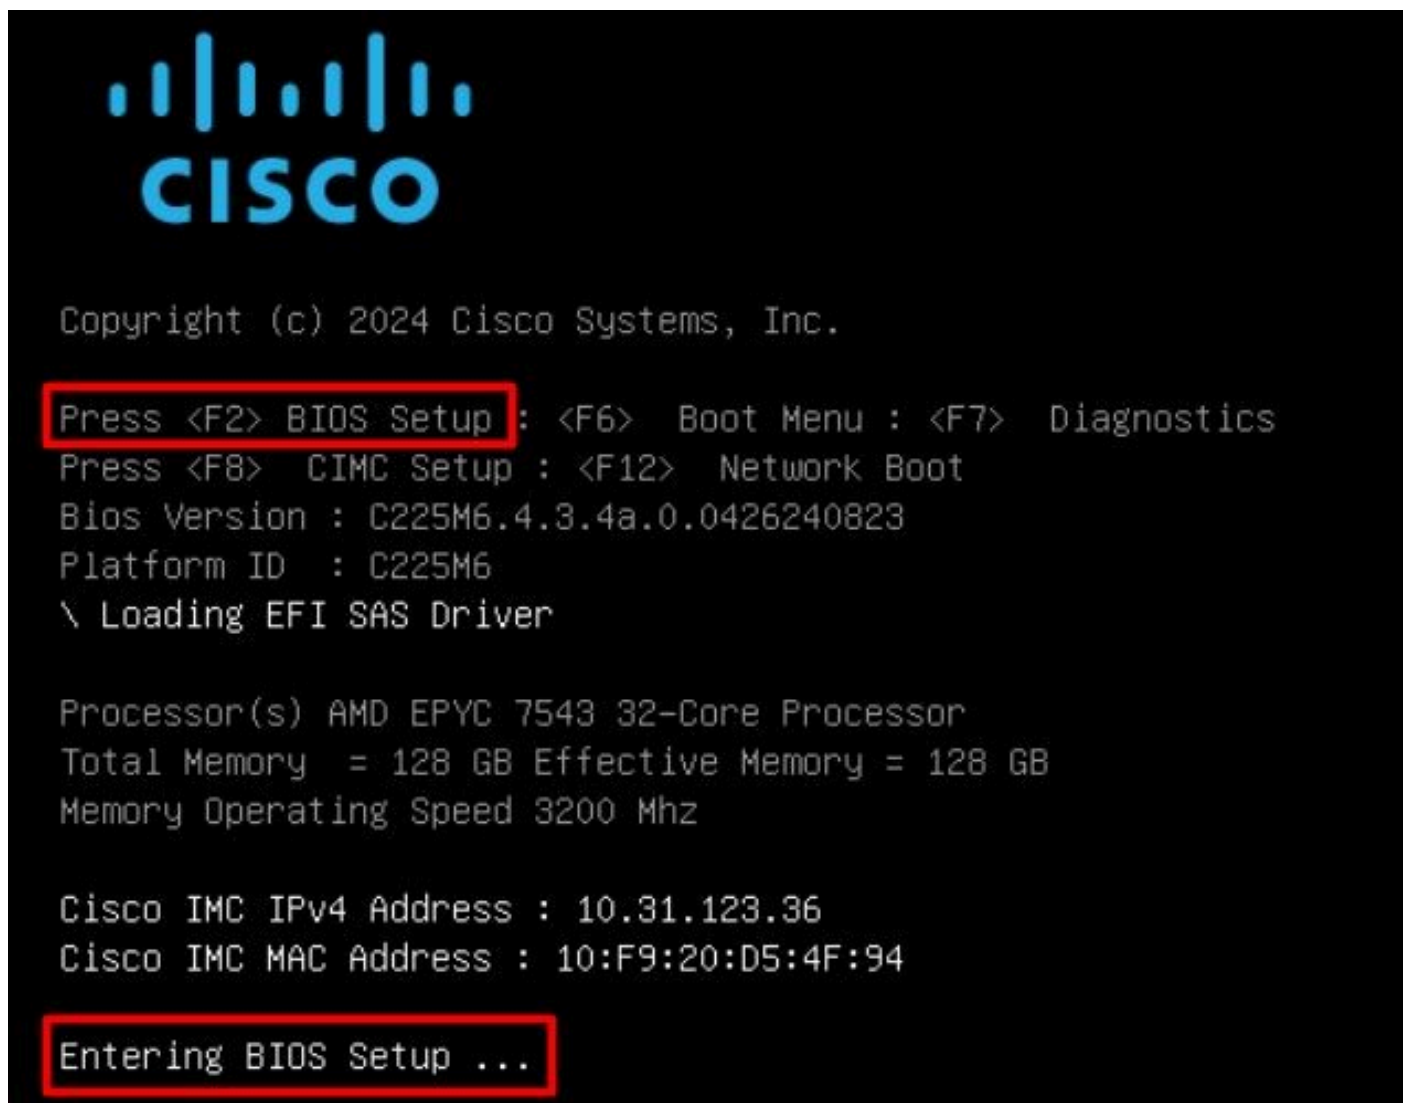 CISCO
Copyright (c) 2024 Cisco Systems, Inc.
Press <F2> BIOS Setup : <F6>  Boot Menu : <F7>  Diagnostics
Press <F8>  CIMC Setup : <F12>  Network Boot
Bios Version : C225M6.4.3.4a.0.0426240823
Platform ID  : C225M6
\ Loading EFI SAS Driver
Processor(s) AMD EPYC 7543 32-Core Processor
Total Memory  = 128 GB Effective Memory = 128 GB
Memory Operating Speed 3200 Mhz
Cisco IMC IPv4 Address : 10.31.123.36
Cisco IMC MAC Address : 10:F9:20:D5:4F:94
Entering BIOS Setup ...